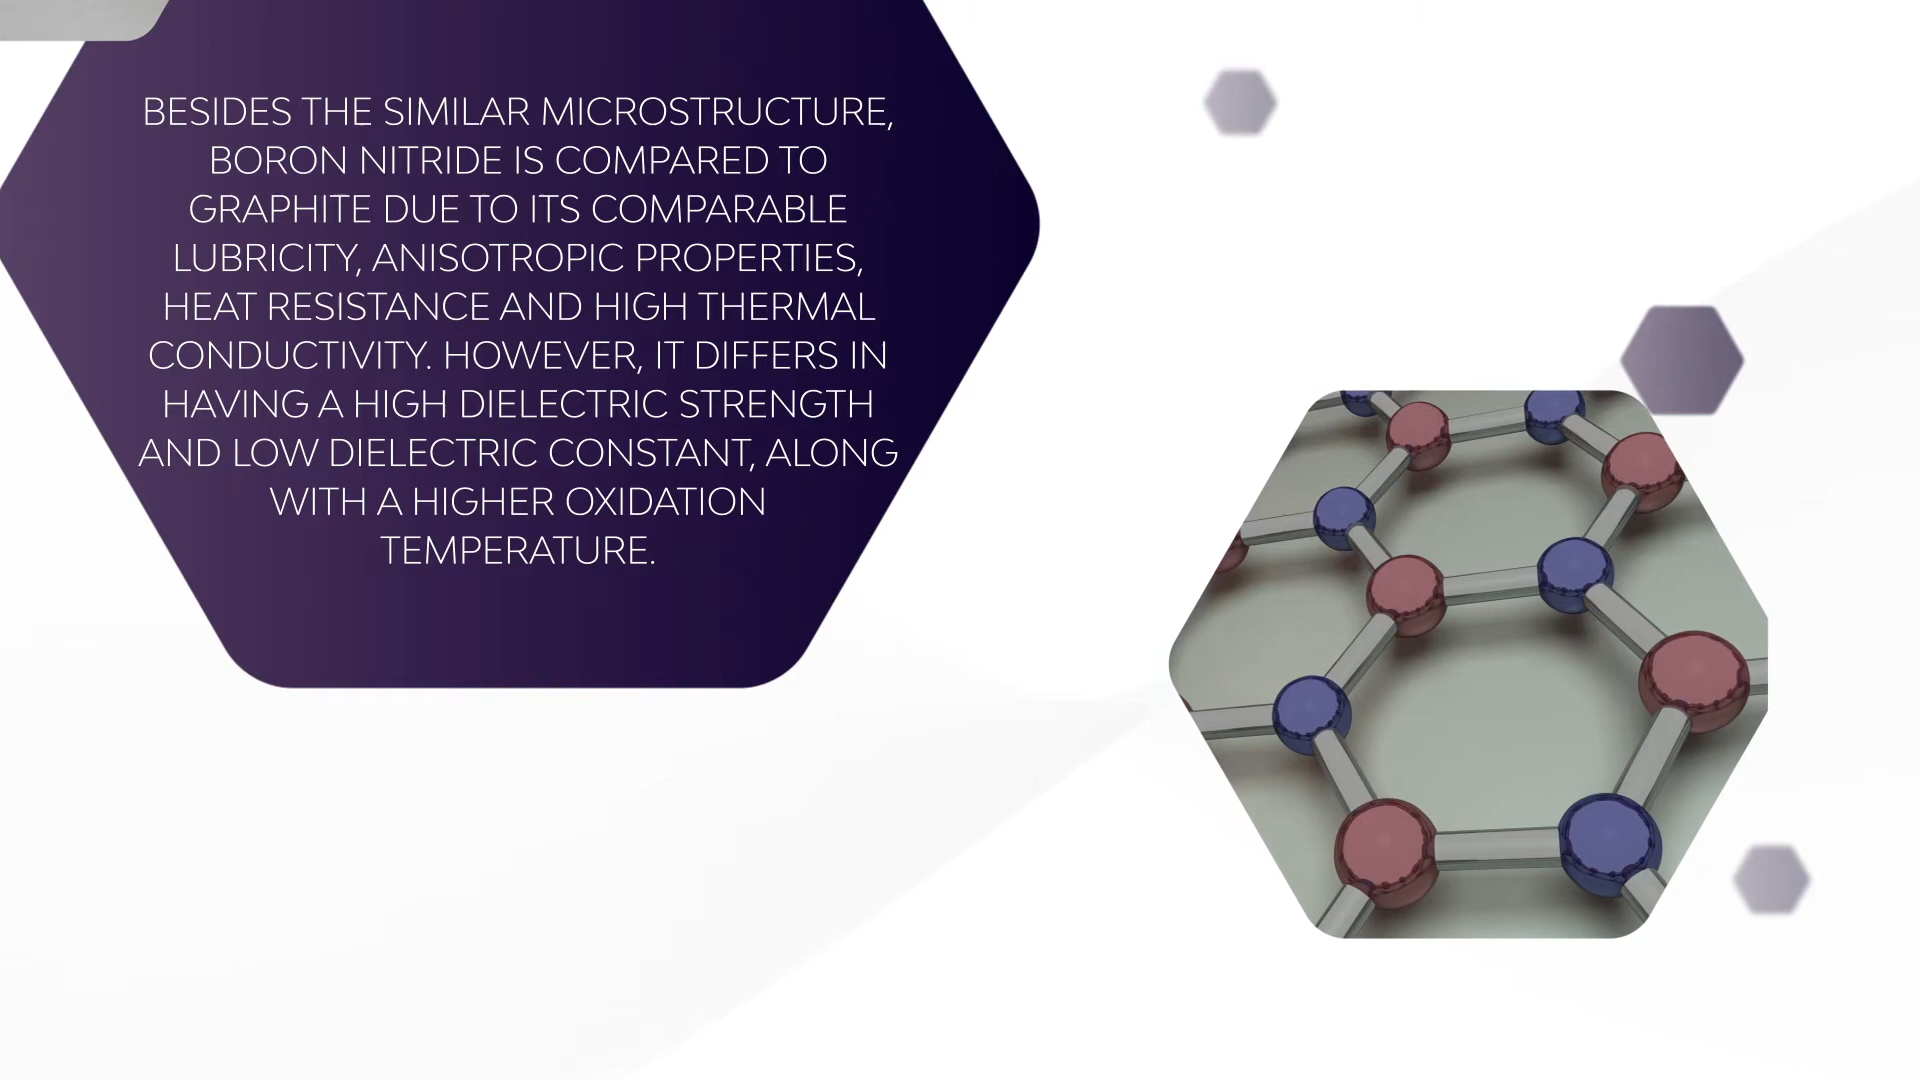 BESIDES THE SIMILAR MICROSTRUCTURE,
BORON NITRIDE IS COMPARED TO
GRAPHITE DUE TO ITS COMPARABLE
LUBRICITY, ANISOTROPIC PROPERTIES,
HEAT RESISTANCE AND HIGH THERMAL
CONDUCTIVITY. HOWEVER, IT DIFFERS IN
HAVING A HIGH DIELECTRIC STRENGTH
AND LOW DIELECTRIC CONSTANT, ALONG
WITH A HIGHER OXIDATION
TEMPERATURE.